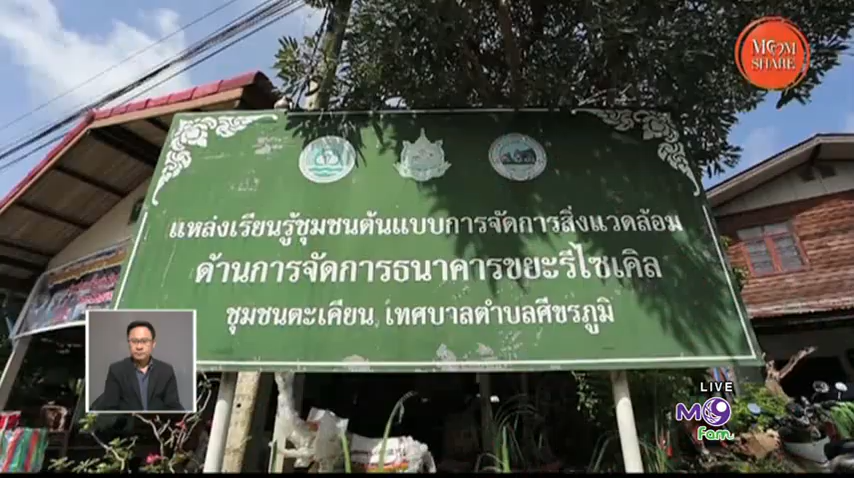 MCOM
SHARE
แหล่งเรียนรู้ชุมชนต้นแบบการจัดการสิ่งแวดล้อม
ด้านการจัดการธนาคารขยะรีไซเคิล
ชุมชนตะเคียน เทศบาลตำบลศีขรภูมิ
LIVE
M9
Fam